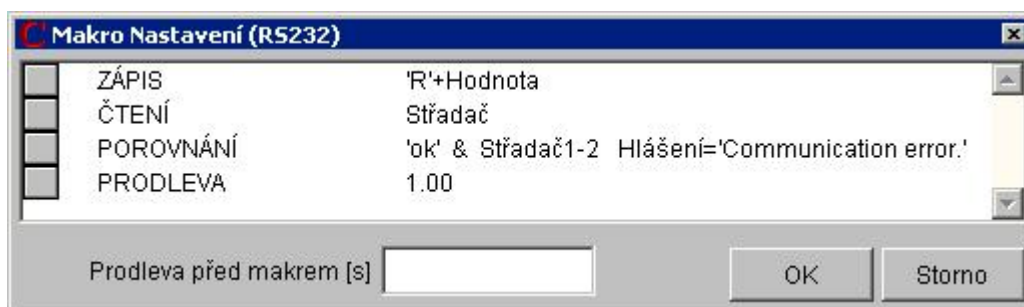 Makro Nastavení (RS232)
ZÁPIS 'R'+Hodnota
ČTENÍ Střadač
POROVNÁNÍ 'ok' & Střadač1-2 Hlášení='Communication error.'
PRODLEVA 1.00
Prodleva před makrem [s] OK Storno